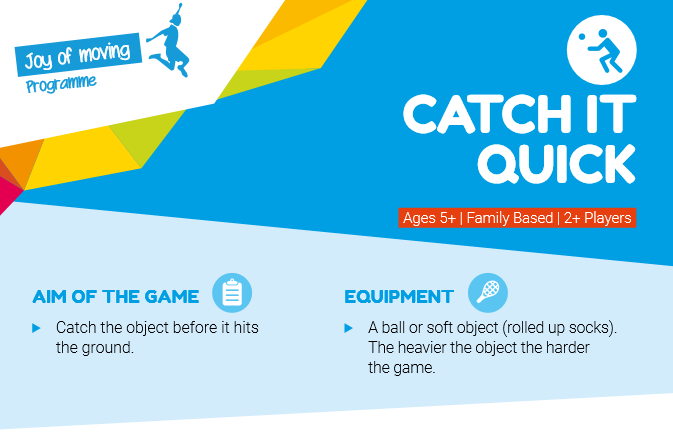 Joy of moving
Programme
CATCH IT
QUICK
Ages 5+ | Family Based | 2+ Players
AIM OF THE GAME
Catch the object before it hits
the ground.
EQUIPMENT
A ball or soft object (rolled up socks).
The heavier the object the harder
the game.